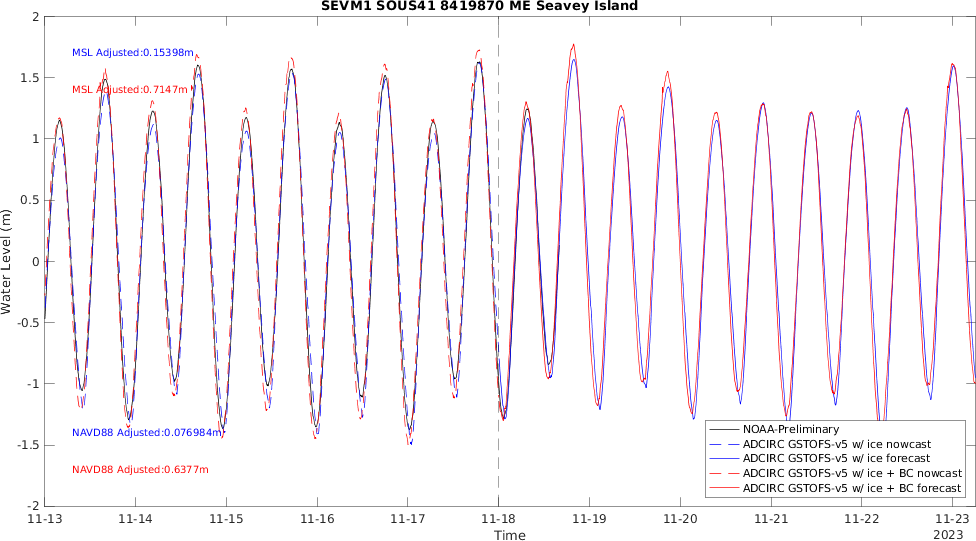 SEVM1 SOUS41 8419870 ME Seavey Island
2
1.5
1
0.5
0
-0.5
-1
-1.5
-2
Water Level (m)
MSL Adjusted:0.15398m
MSL Adjusted:0.7147m
NAVD88 Adjusted:0.076984m
NAVD88 Adjusted:0.6377m
NOAA-Preliminary
ADCIRC GSTOFS-v5 w/ ice nowcast
ADCIRC GSTOFS-v5 w/ ice forecast
ADCIRC GSTOFS-v5 w/ ice + BC nowcast
ADCIRC GSTOFS-v5 w/ ice + BC forecast
11-13 11-14 11-15 11-16 11-17 11-18 11-19 11-20 11-21 11-22 11-23
Time
2023